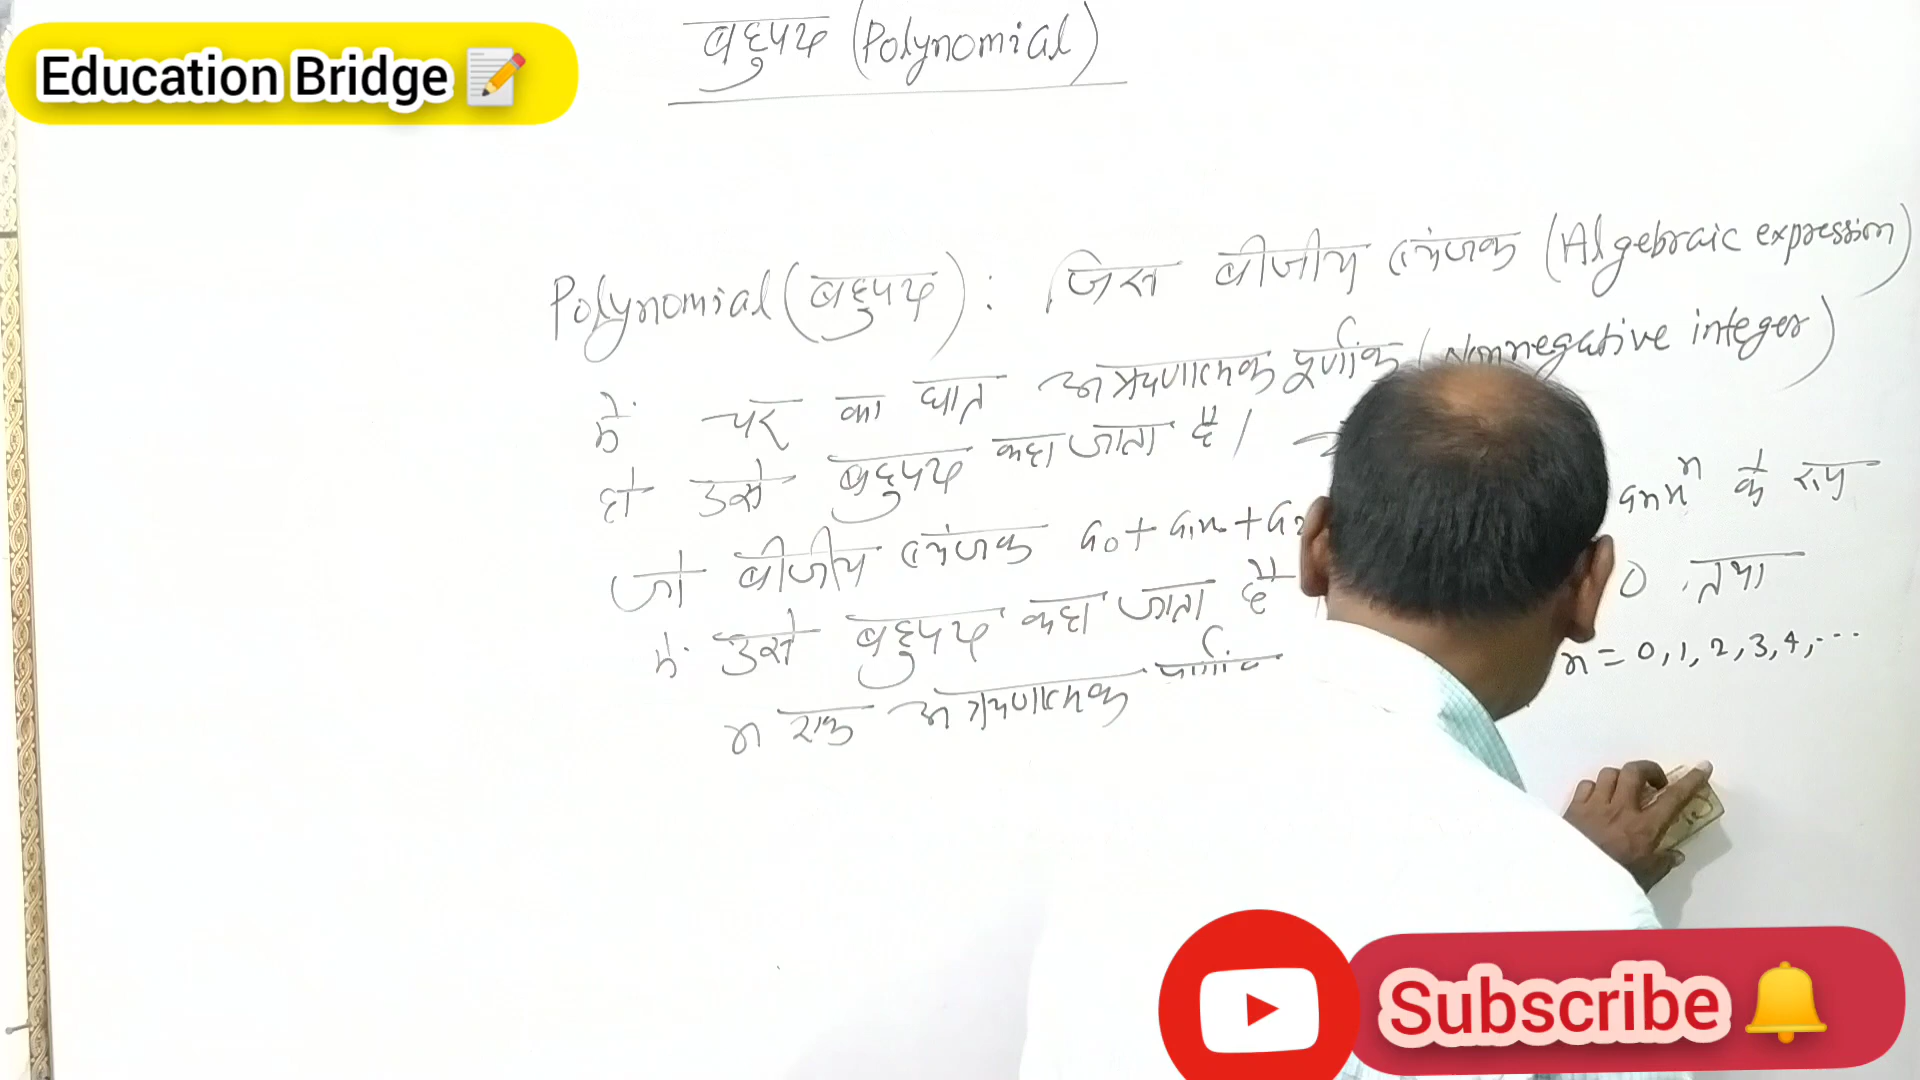 Education Bridge
बहुपद (Polynomial)
Polynomial (बहुपद) : जिस बीजीय व्यंजक (Algebraic expression)
में चर का घात अऋणात्मक पूर्णांक (Nonnegative integer)
हो उसे बहुपद कहा जाता है।
जो बीजीय व्यंजक a₀ + a₁x + a₂ aₙxⁿ के रूप
में उसे बहुपद कहा जाता है 0 तथा
n एक अऋणात्मक पूर्णांक n = 0, 1, 2, 3, 4, ...
Subscribe